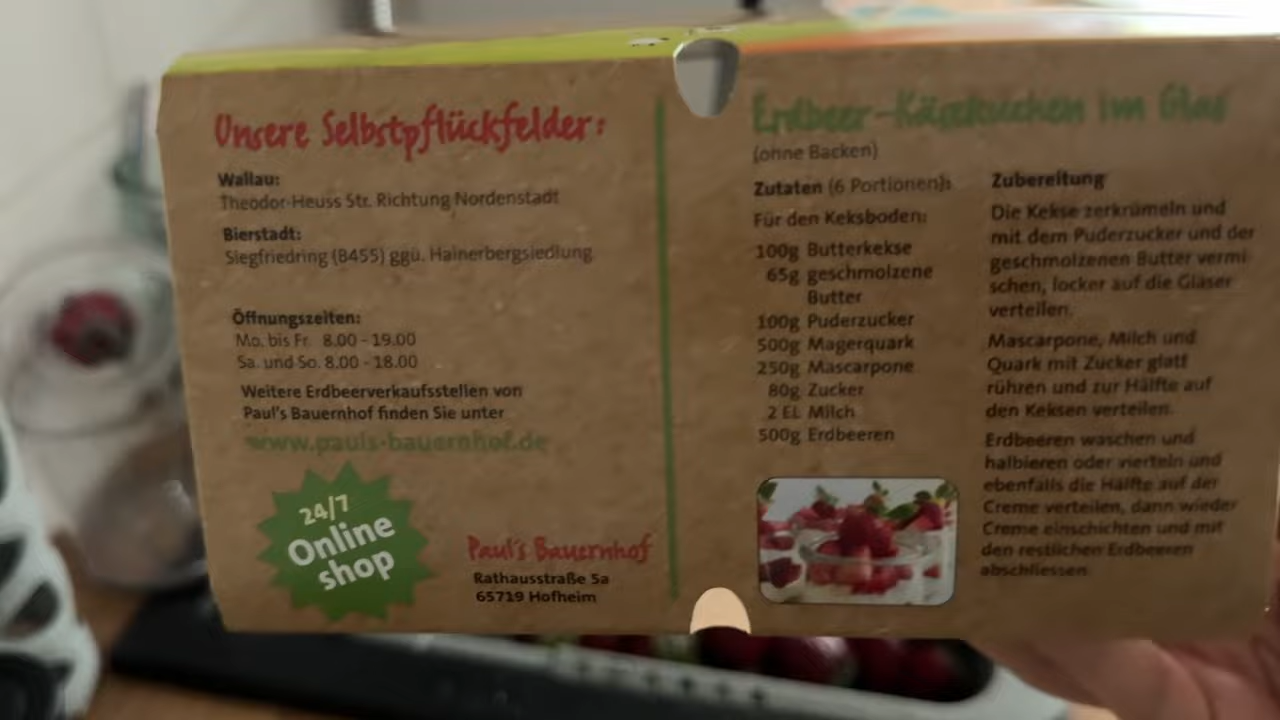 Unsere Selbstpflückfelder:
Wallau:
Theodor-Heuss Str. Richtung Nordenstadt
Bierstadt:
Siegfriedring (B455) ggü. Hainerbergsiedlung
Öffnungszeiten:
Mo. bis Fr. 8.00 - 19.00
Sa. und So. 8.00 - 18.00
Weitere Erdbeerverkaufsstellen von
Paul's Bauernhof finden Sie unter
www.pauls-bauernhof.de
24/7
Online
shop
Paul's Bauernhof
Rathausstraße 5a
65719 Hofheim
Erdbeer-Käsekuchen im Glas
(ohne Backen)
Zutaten (6 Portionen):
Für den Keksboden:
100g Butterkekse
65g geschmolzene
Butter
100g Puderzucker
500g Magerquark
250g Mascarpone
80g Zucker
2 EL Milch
500g Erdbeeren
Zubereitung
Die Kekse zerkrümeln und
mit dem Puderzucker und der
geschmolzenen Butter vermi-
schen, locker auf die Gläser
verteilen.
Mascarpone, Milch und
Quark mit Zucker glatt
rühren und zur Hälfte auf
den Keksen verteilen.
Erdbeeren waschen und
halbieren oder vierteln und
ebenfalls die Hälfte auf der
Creme verteilen, dann wieder
Creme einschichten und mit
den restlichen Erdbeeren
abschliessen.